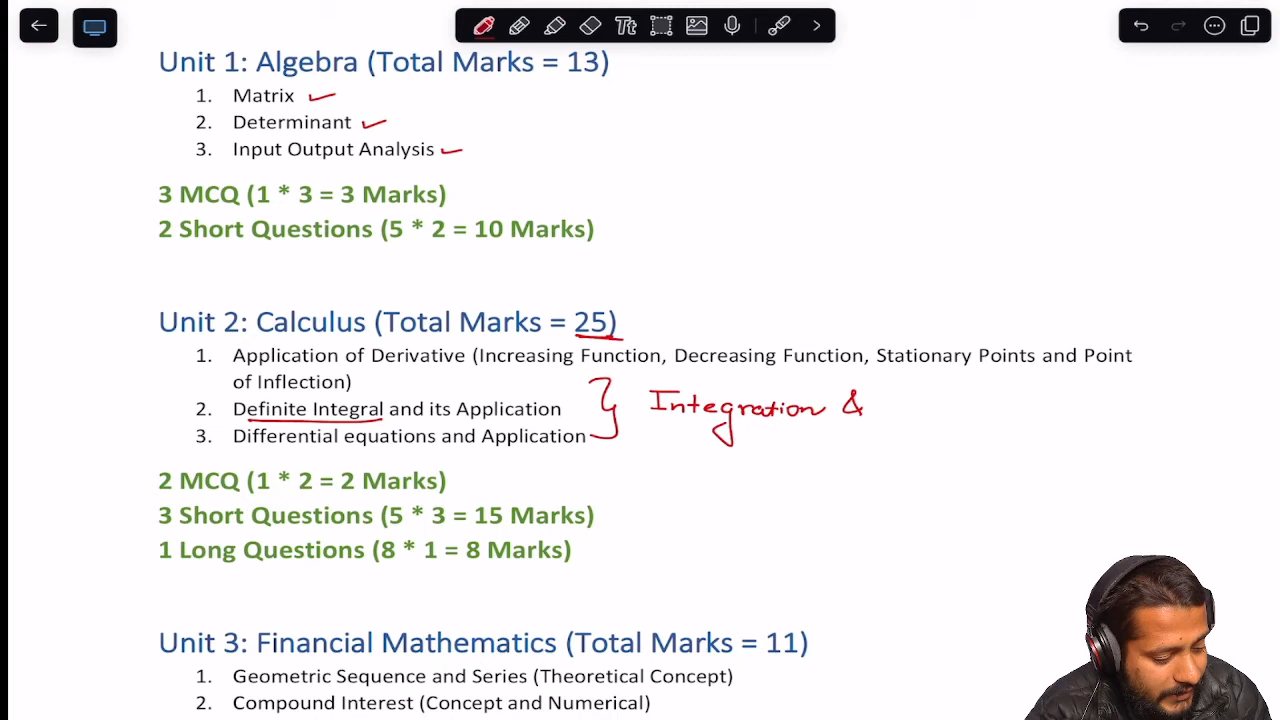 Tt
Unit 1: Algebra (Total Marks = 13)
1. Matrix
2. Determinant
3. Input Output Analysis
3 MCQ (1 * 3 = 3 Marks)
2 Short Questions (5 * 2 = 10 Marks)
Unit 2: Calculus (Total Marks = 25)
1. Application of Derivative (Increasing Function, Decreasing Function, Stationary Points and Point
of Inflection)
2. Definite Integral and its Application
3. Differential equations and Application
Integration &
2 MCQ (1 * 2 = 2 Marks)
3 Short Questions (5 * 3 = 15 Marks)
1 Long Questions (8 * 1 = 8 Marks)
Unit 3: Financial Mathematics (Total Marks = 11)
1. Geometric Sequence and Series (Theoretical Concept)
2. Compound Interest (Concept and Numerical)